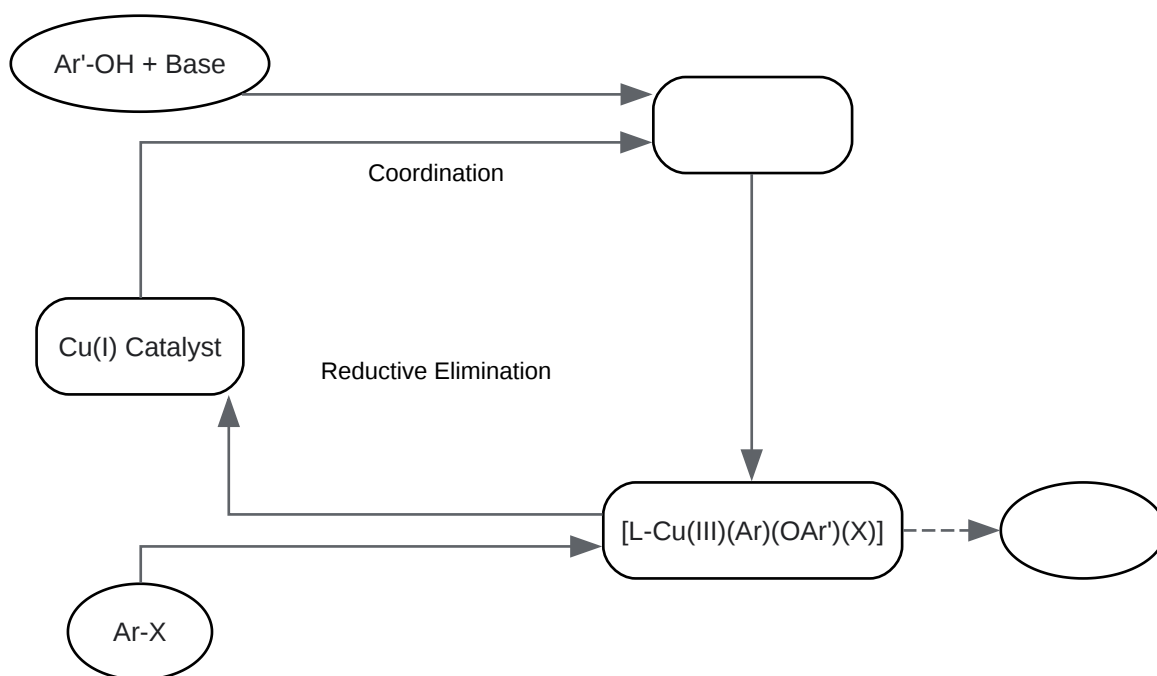 Ar'-OH + Base
Coordination
Cu(I) Catalyst
Reductive Elimination
[L-Cu(III)(Ar)(OAr')(X)]
Ar-X